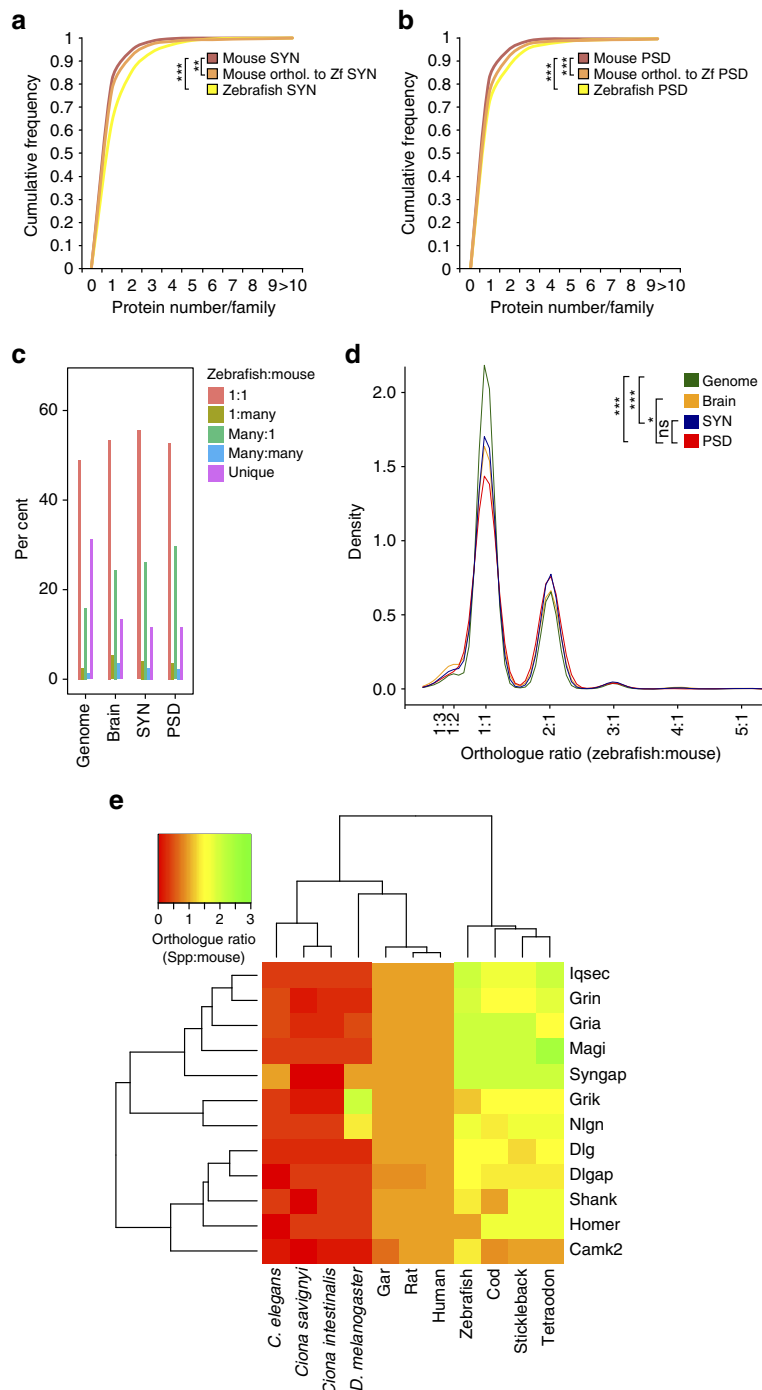 a
1
0.9
0.8
0.7
0.6
0.5
0.4
0.3
0.2
0.1
0
Cumulative frequency
0 1 2 3 4 5 6 7 8 9 >10
Protein number/family
*** **
Mouse SYN
Mouse orthol. to Zf SYN
Zebrafish SYN
b
1
0.9
0.8
0.7
0.6
0.5
0.4
0.3
0.2
0.1
0
Cumulative frequency
0 1 2 3 4 5 6 7 8 9 >10
Protein number/family
*** ***
Mouse PSD
Mouse orthol. to Zf PSD
Zebrafish PSD
c
60
40
20
0
Per cent
Genome
Brain
SYN
PSD
Zebrafish:mouse
1:1
1:many
Many:1
Many:many
Unique
d
2.0
1.5
1.0
0.5
0.0
Density
1:3
1:2
1:1
2:1
3:1
4:1
5:1
Orthologue ratio (zebrafish:mouse)
*** *** * ns
Genome
Brain
SYN
PSD
e
0 1 2 3
Orthologue ratio
(Spp:mouse)
Iqsec
Grin
Gria
Magi
Syngap
Grik
Nlgn
Dlg
Dlgap
Shank
Homer
Camk2
C. elegans
Ciona savignyi
Ciona intestinalis
D. melanogaster
Gar
Rat
Human
Zebrafish
Cod
Stickleback
Tetraodon